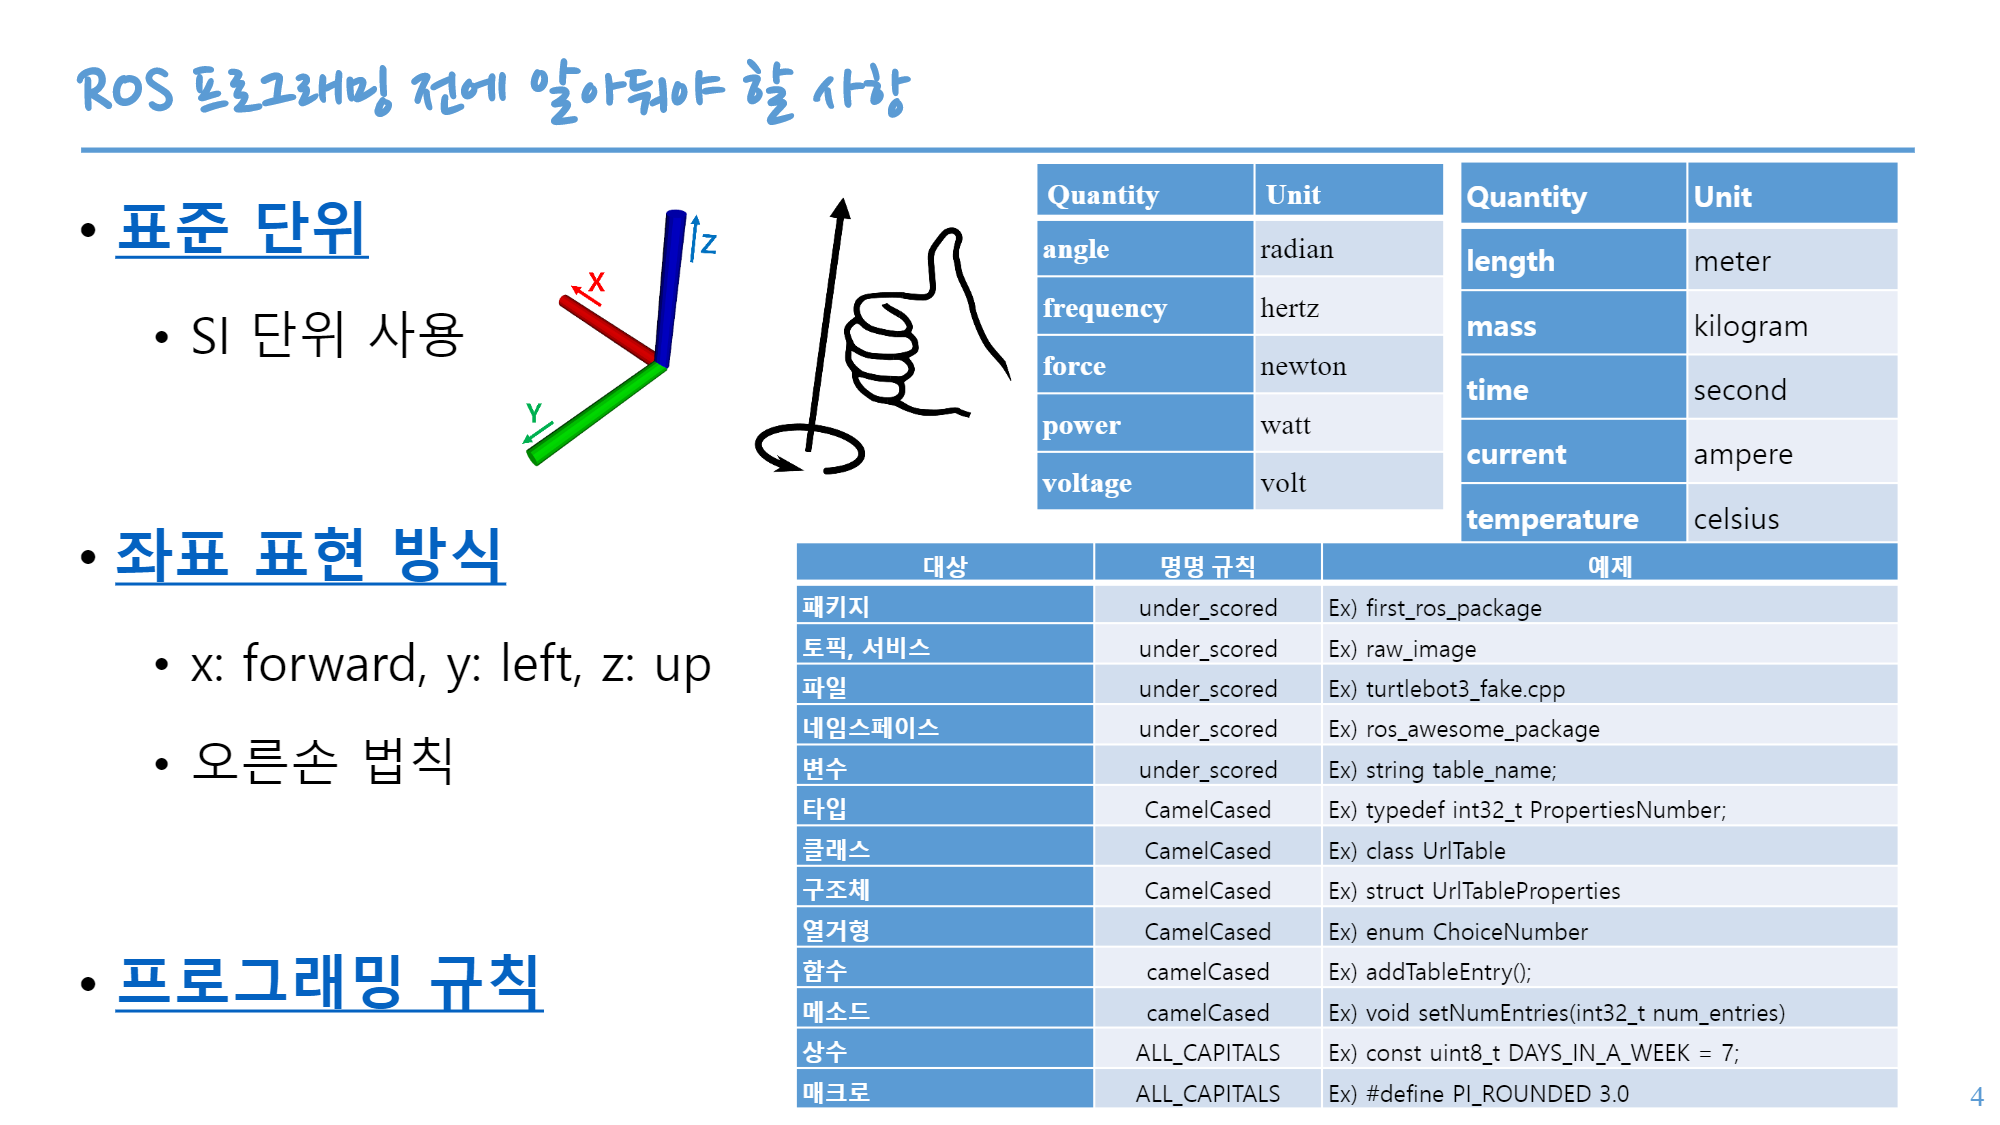 ROS 프로그래밍 전에 알아둬야 할 사항
• 표준 단위
• SI 단위 사용
X
Y
Z
• 좌표 표현 방식
• x: forward, y: left, z: up
• 오른손 법칙
• 프로그래밍 규칙
Quantity Unit
angle radian
frequency hertz
force newton
power watt
voltage volt
Quantity Unit
length meter
mass kilogram
time second
current ampere
temperature celsius
대상 명명 규칙 예제
패키지 under_scored Ex) first_ros_package
토픽, 서비스 under_scored Ex) raw_image
파일 under_scored Ex) turtlebot3_fake.cpp
네임스페이스 under_scored Ex) ros_awesome_package
변수 under_scored Ex) string table_name;
타입 CamelCased Ex) typedef int32_t PropertiesNumber;
클래스 CamelCased Ex) class UrlTable
구조체 CamelCased Ex) struct UrlTableProperties
열거형 CamelCased Ex) enum ChoiceNumber
함수 camelCased Ex) addTableEntry();
메소드 camelCased Ex) void setNumEntries(int32_t num_entries)
상수 ALL_CAPITALS Ex) const uint8_t DAYS_IN_A_WEEK = 7;
매크로 ALL_CAPITALS Ex) #define PI_ROUNDED 3.0
4